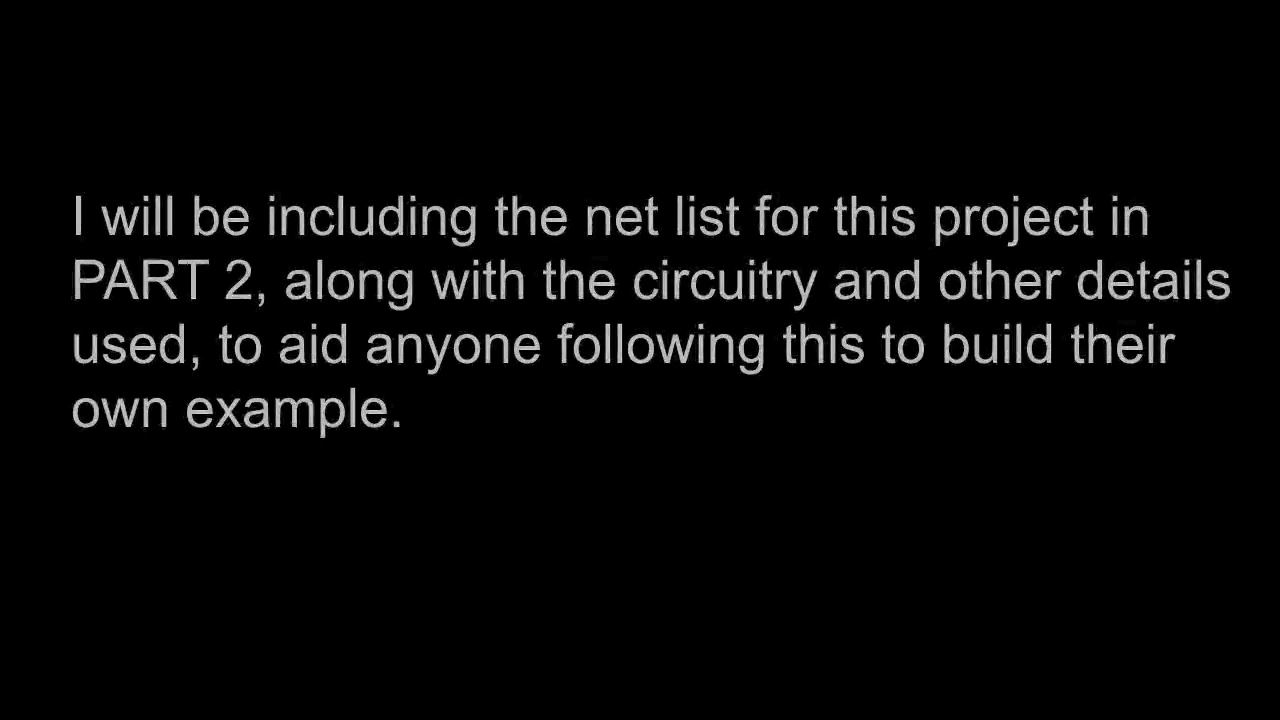 I will be including the net list for this project in
PART 2, along with the circuitry and other details
used, to aid anyone following this to build their
own example.